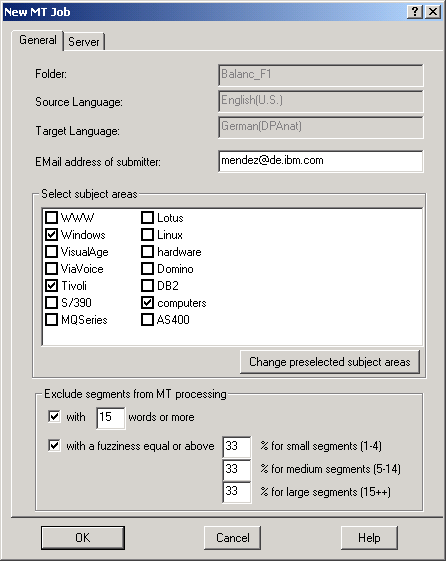 New MT Job
General Server
Folder: Balanc_F1
Source Language: English(U.S.)
Target Language: German(DPAnat)
EMail address of submitter: mendez@de.ibm.com
Select subject areas
WWW Lotus
Windows Linux
VisualAge hardware
ViaVoice Domino
Tivoli DB2
S/390 computers
MQSeries AS400
Change preselected subject areas
Exclude segments from MT processing
with 15 words or more
with a fuzziness equal or above 33 % for small segments (1-4)
33 % for medium segments (5-14)
33 % for large segments (15++)
OK Cancel Help